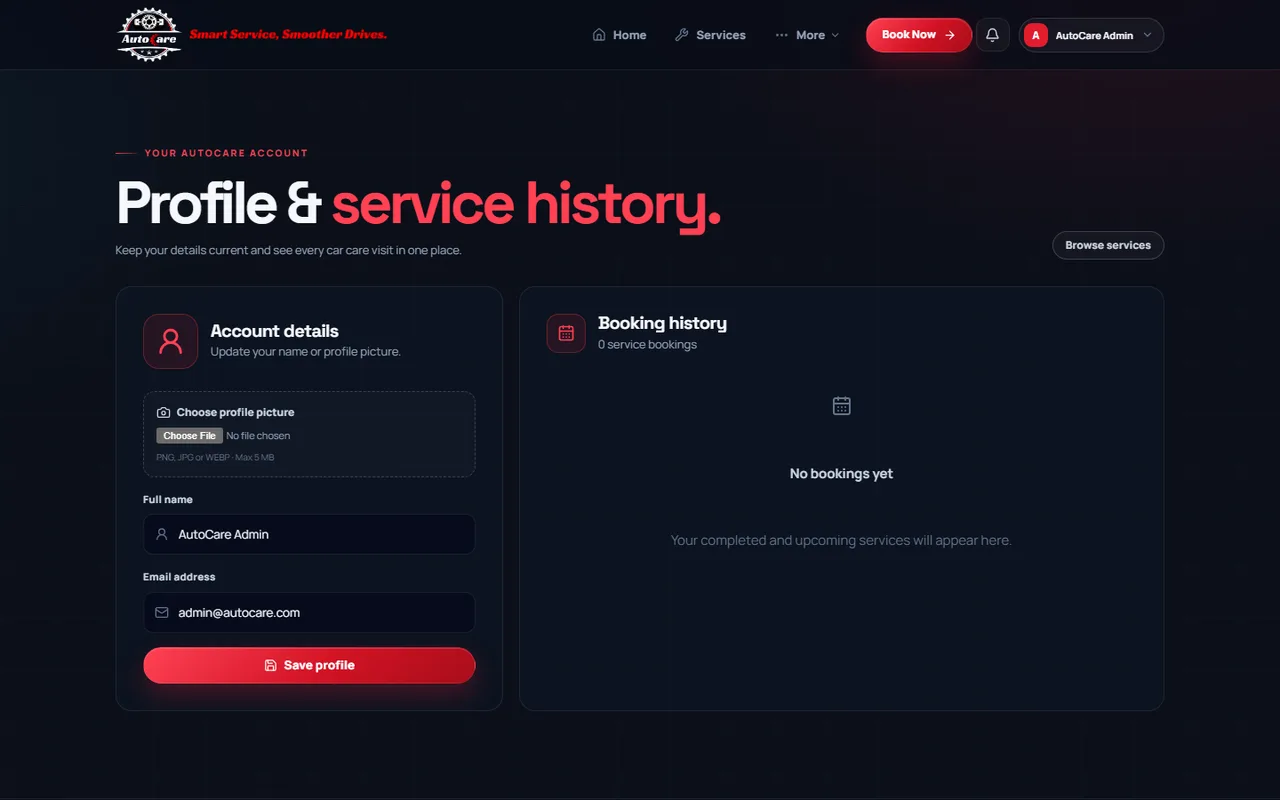 AutoCare
Smart Service, Smoother Drives.
Home
Services
More
Book Now
A
AutoCare Admin
YOUR AUTOCARE ACCOUNT
Profile & service history.
Keep your details current and see every car care visit in one place.
Browse services
Account details
Update your name or profile picture.
Choose profile picture
Choose File No file chosen
PNG, JPG or WEBP · Max 5 MB
Full name
AutoCare Admin
Email address
admin@autocare.com
Save profile
Booking history
0 service bookings
No bookings yet
Your completed and upcoming services will appear here.